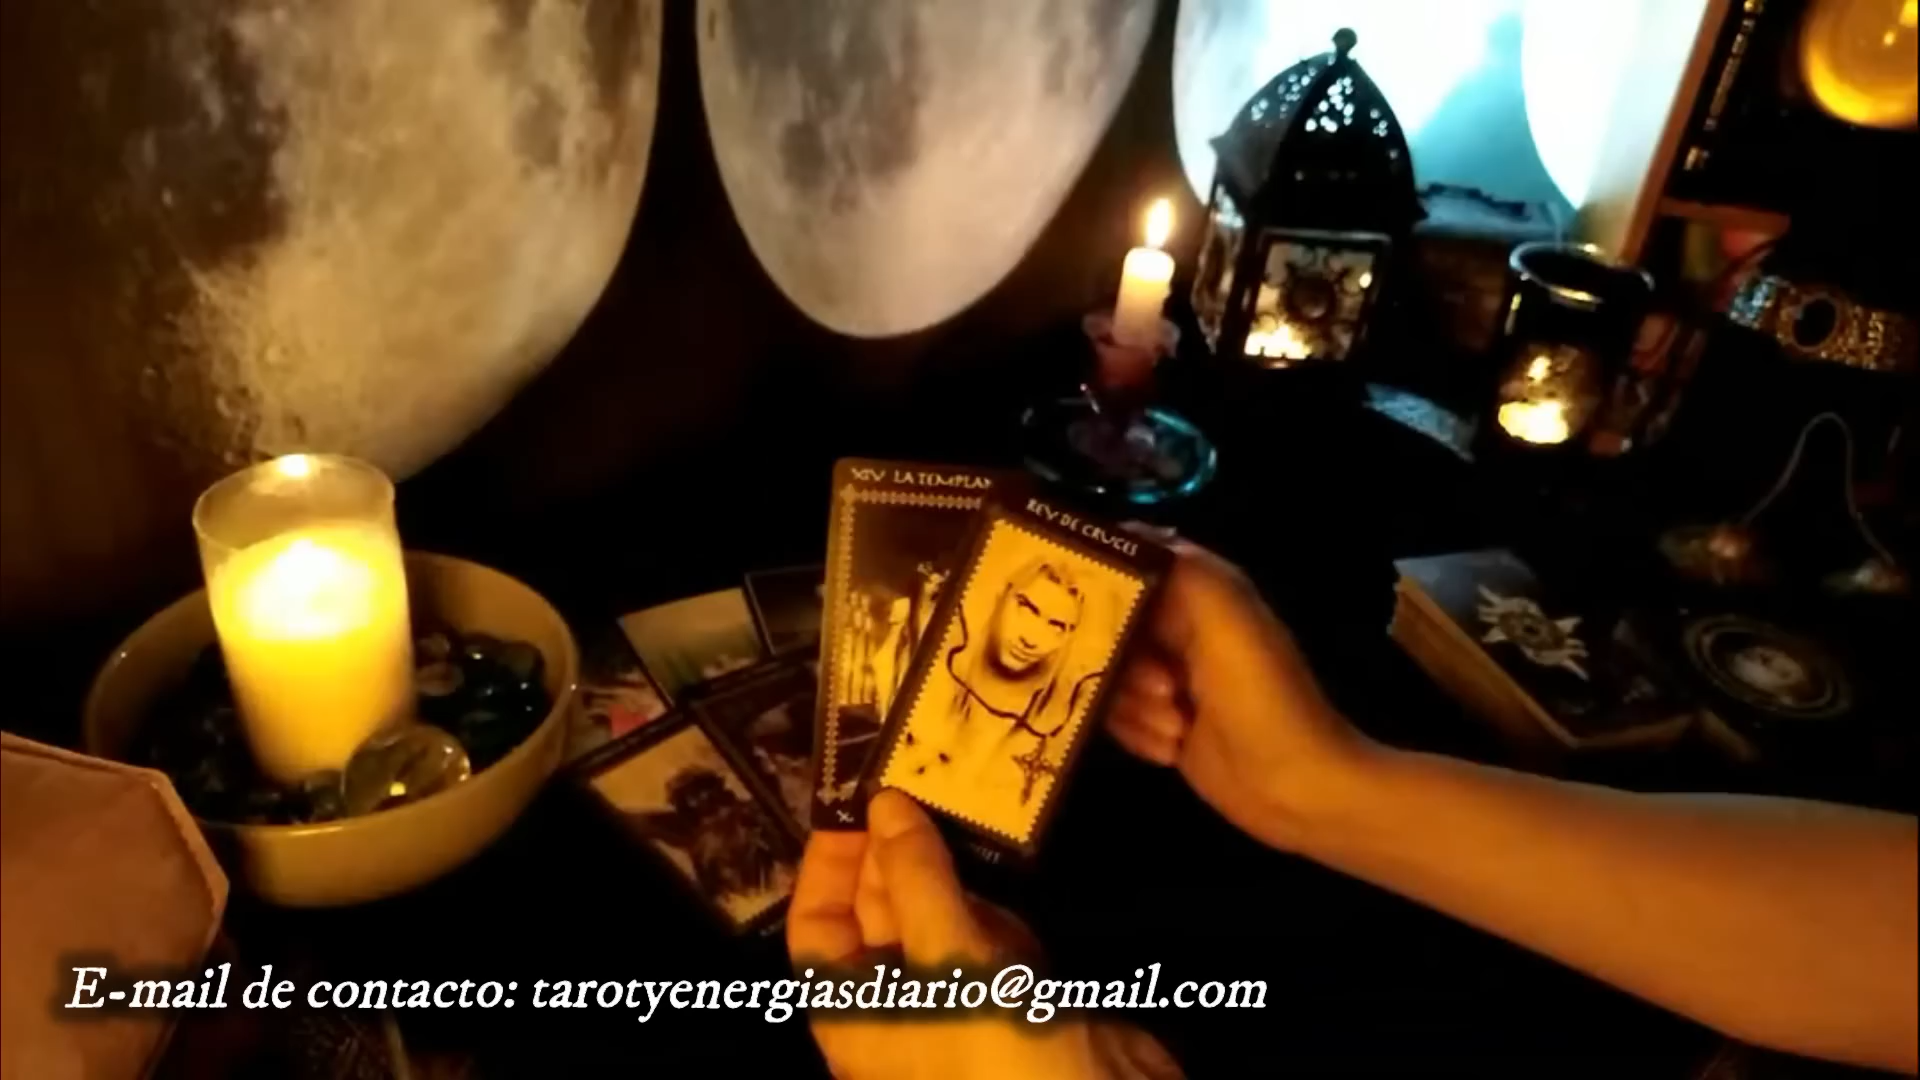 XIV LA TEMPLAN
REY DE CRUCES
E-mail de contacto: tarotyenergiasdiario@gmail.com